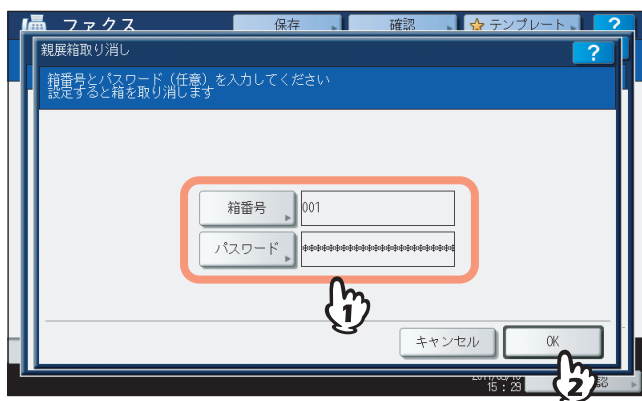 ファクス 保存 確認 テンプレート ?
親展箱取り消し ?
箱番号とパスワード（任意）を入力してください
設定すると箱を取り消します
箱番号 001
パスワード **************************
1
キャンセル OK
15：29
2